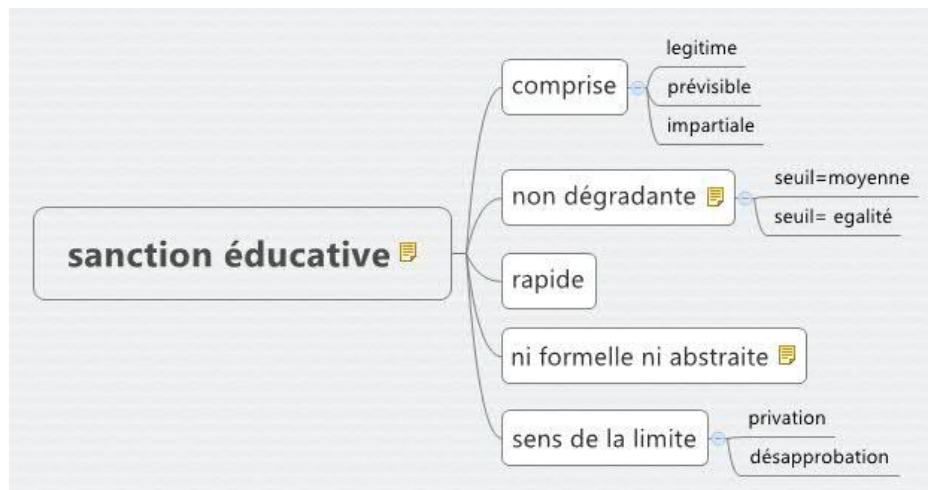 sanction éducative
comprise
legitime
prévisible
impartiale
non dégradante
seuil=moyenne
seuil= egalité
rapide
ni formelle ni abstraite
sens de la limite
privation
désapprobation